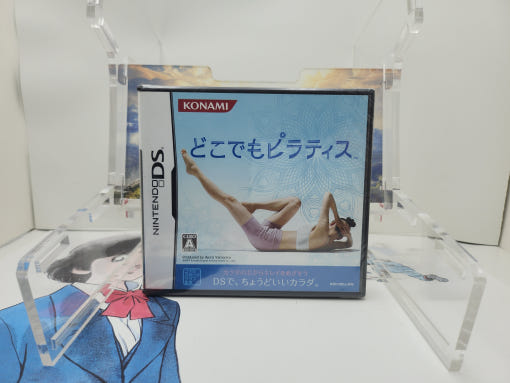 KONAMI
どこでもピラティス
NINTENDO DS
CERO
A
DSで、ちょうどいいカラダ。